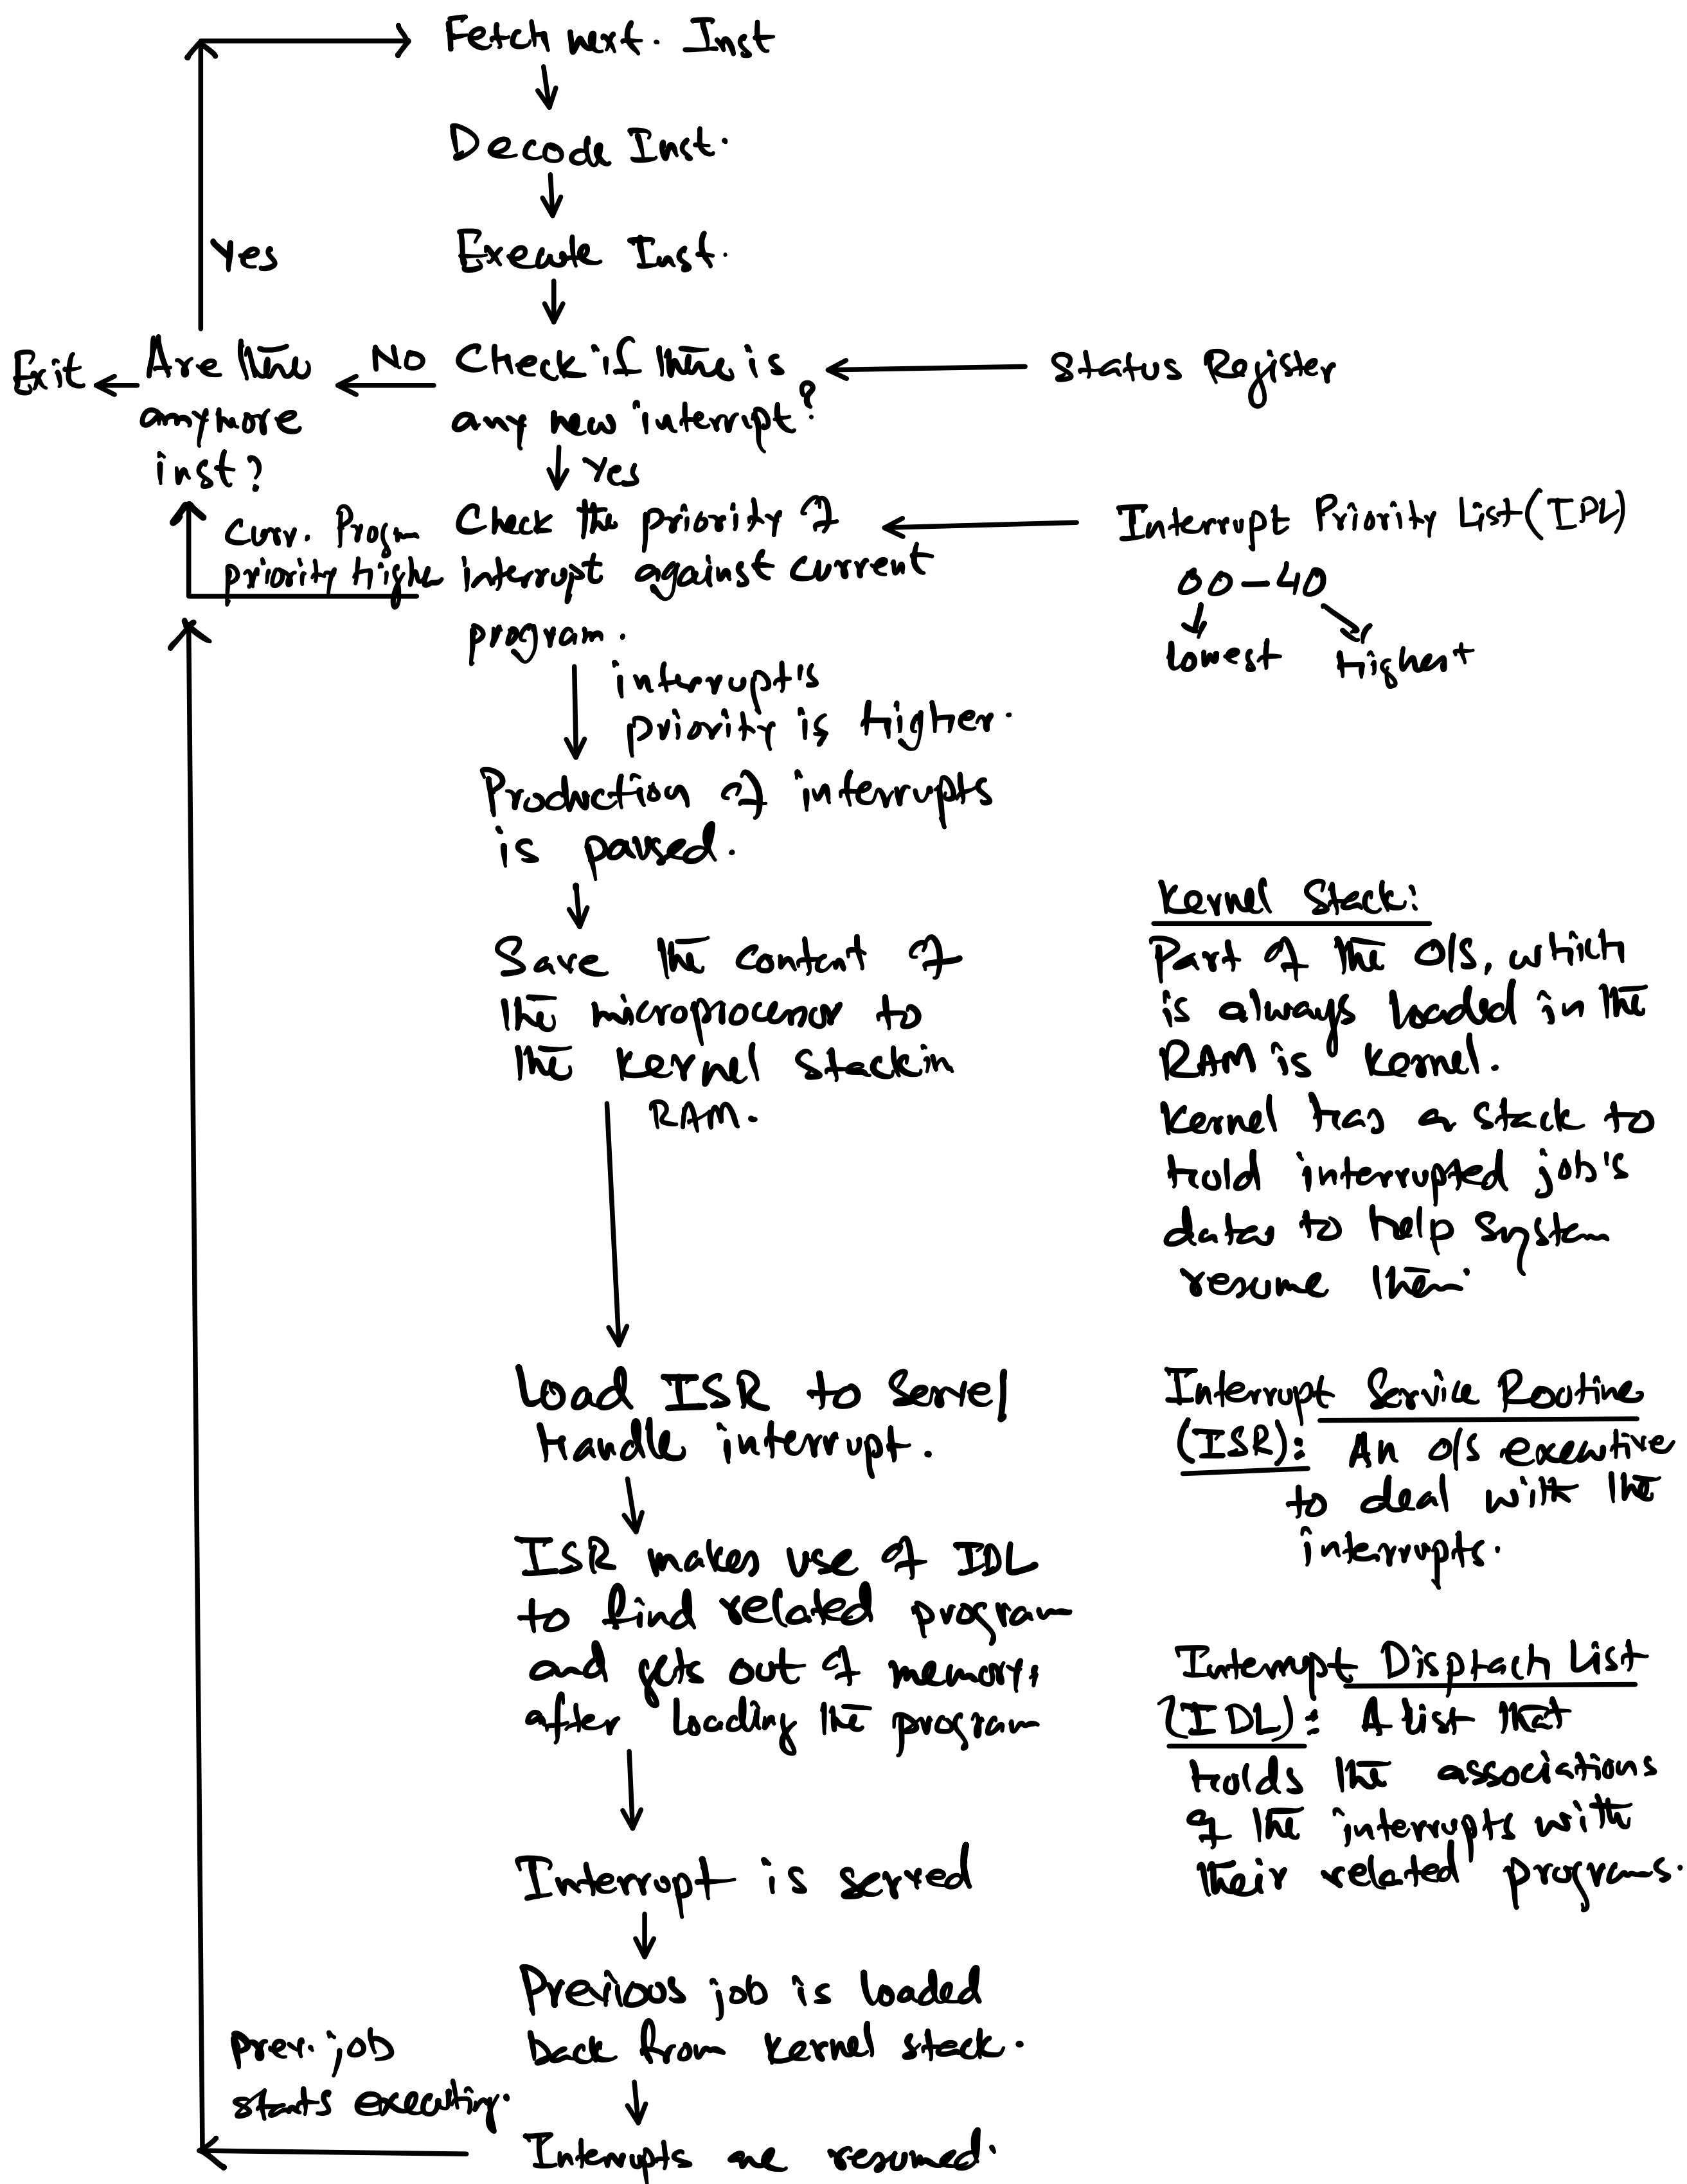 Fetch next. Inst
Decode Inst.
Yes
Execute Inst.
Exit
Are there
anymore
inst?
NO
Check if there is
any new interrupt?
Status Register
Yes
Curr. Progm
priority highe
Check the priority of
interrupt against current
program.
Interrupt Priority List (IPL)
00-40
lowest
Highest
interrupt's
priority is higher.
Production of interrupts
is paused.
Save the content of
the microprocessor to
the kernel stack in
RAM.
Kernel Stack:
Part of the O/S, which
is always loaded in the
RAM is kernel.
Kernel has a stack to
hold interrupted job's
datas to help system
resume them.
Load ISR to serve/
Handle interrupt.
Interrupt Service Routine
(ISR): An o/s executive
to deal with the
interrupts.
ISR makes use of IDL
to find related program
and gets out of memory,
after loading the program
Interrupt Disptach List
(IDL): A list that
holds the associations
of the interrupts with
their related programs.
Interrupt is served
Previous job is loaded
back from kernel stack.
Prev. job
starts executing.
Interrupts are resumed.